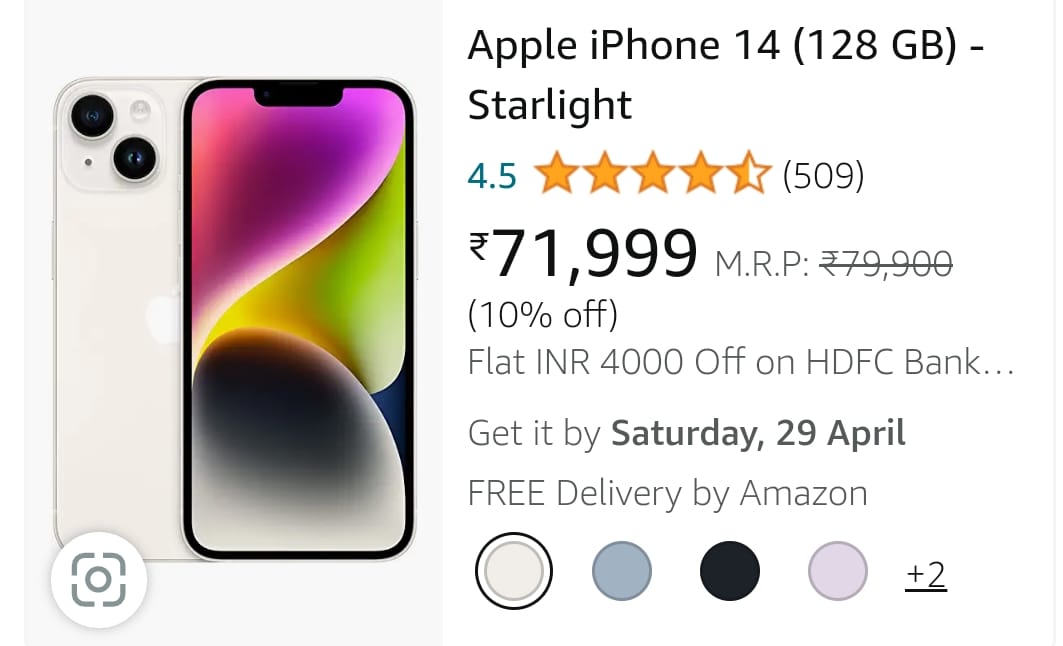 Apple iPhone 14 (128 GB) -
Starlight
4.5 (509)
₹71,999 M.R.P: ₹79,900
(10% off)
Flat INR 4000 Off on HDFC Bank...
Get it by Saturday, 29 April
FREE Delivery by Amazon
+2